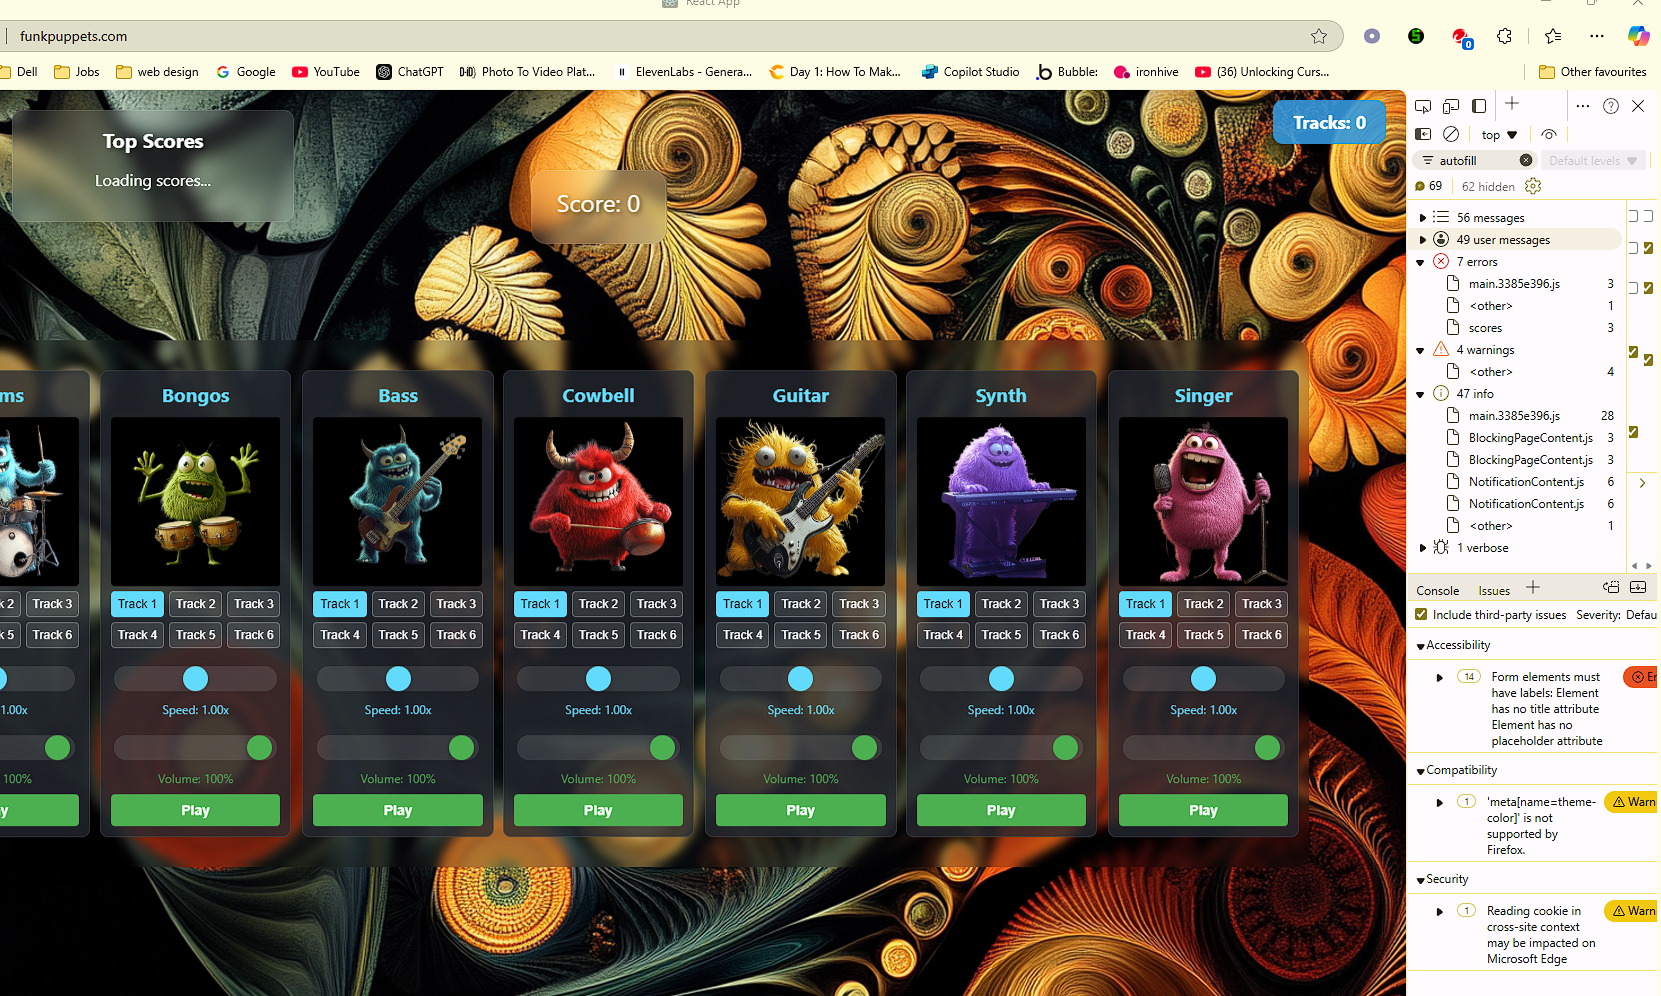 React App
funkpuppets.com
0
Dell
Jobs
web design
Google
YouTube
ChatGPT
Photo To Video Plat...
ElevenLabs - Genera...
Day 1: How To Mak...
Copilot Studio
Bubble:
ironhive
(36) Unlocking Curs...
Other favourites
Top Scores
Loading scores...
Score: 0
Tracks: 0
ms
k 2
Track 3
k 5
Track 6
1.00x
100%
y
Bongos
Track 1
Track 2
Track 3
Track 4
Track 5
Track 6
Speed: 1.00x
Volume: 100%
Play
Bass
Track 1
Track 2
Track 3
Track 4
Track 5
Track 6
Speed: 1.00x
Volume: 100%
Play
Cowbell
Track 1
Track 2
Track 3
Track 4
Track 5
Track 6
Speed: 1.00x
Volume: 100%
Play
Guitar
Track 1
Track 2
Track 3
Track 4
Track 5
Track 6
Speed: 1.00x
Volume: 100%
Play
Synth
Track 1
Track 2
Track 3
Track 4
Track 5
Track 6
Speed: 1.00x
Volume: 100%
Play
Singer
Track 1
Track 2
Track 3
Track 4
Track 5
Track 6
Speed: 1.00x
Volume: 100%
Play
top
autofill
Default levels
69
62 hidden
56 messages
49 user messages
7 errors
main.3385e396.js 3
<other> 1
scores 3
4 warnings
<other> 4
47 info
main.3385e396.js 28
BlockingPageContent.js 3
BlockingPageContent.js 3
NotificationContent.js 6
NotificationContent.js 6
<other> 1
1 verbose
Console
Issues
Include third-party issues
Severity: Defau
Accessibility
14
Form elements must
have labels: Element
has no title attribute
Element has no
placeholder attribute
Er
Compatibility
1
'meta[name=theme-
color]' is not
supported by
Firefox.
Warn
Security
1
Reading cookie in
cross-site context
may be impacted on
Microsoft Edge
Warn